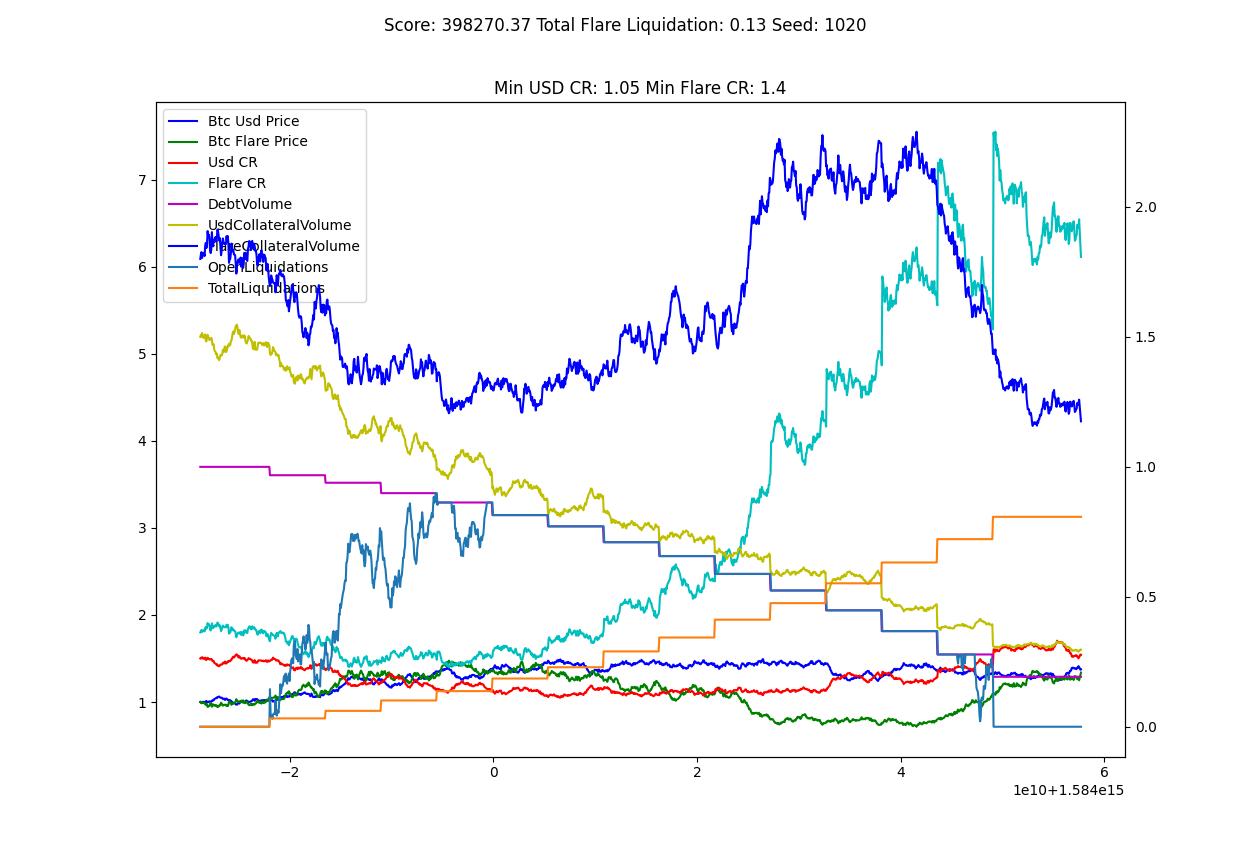 Score: 398270.37 Total Flare Liquidation: 0.13 Seed: 1020
Min USD CR: 1.05 Min Flare CR: 1.4
Btc Usd Price
Btc Flare Price
Usd CR
Flare CR
DebtVolume
UsdCollateralVolume
FlareCollateralVolume
OpenLiquidations
TotalLiquidations
7
6
5
4
3
2
1
2.0
1.5
1.0
0.5
0.0
−2
0
2
4
6
1e10+1.584e15